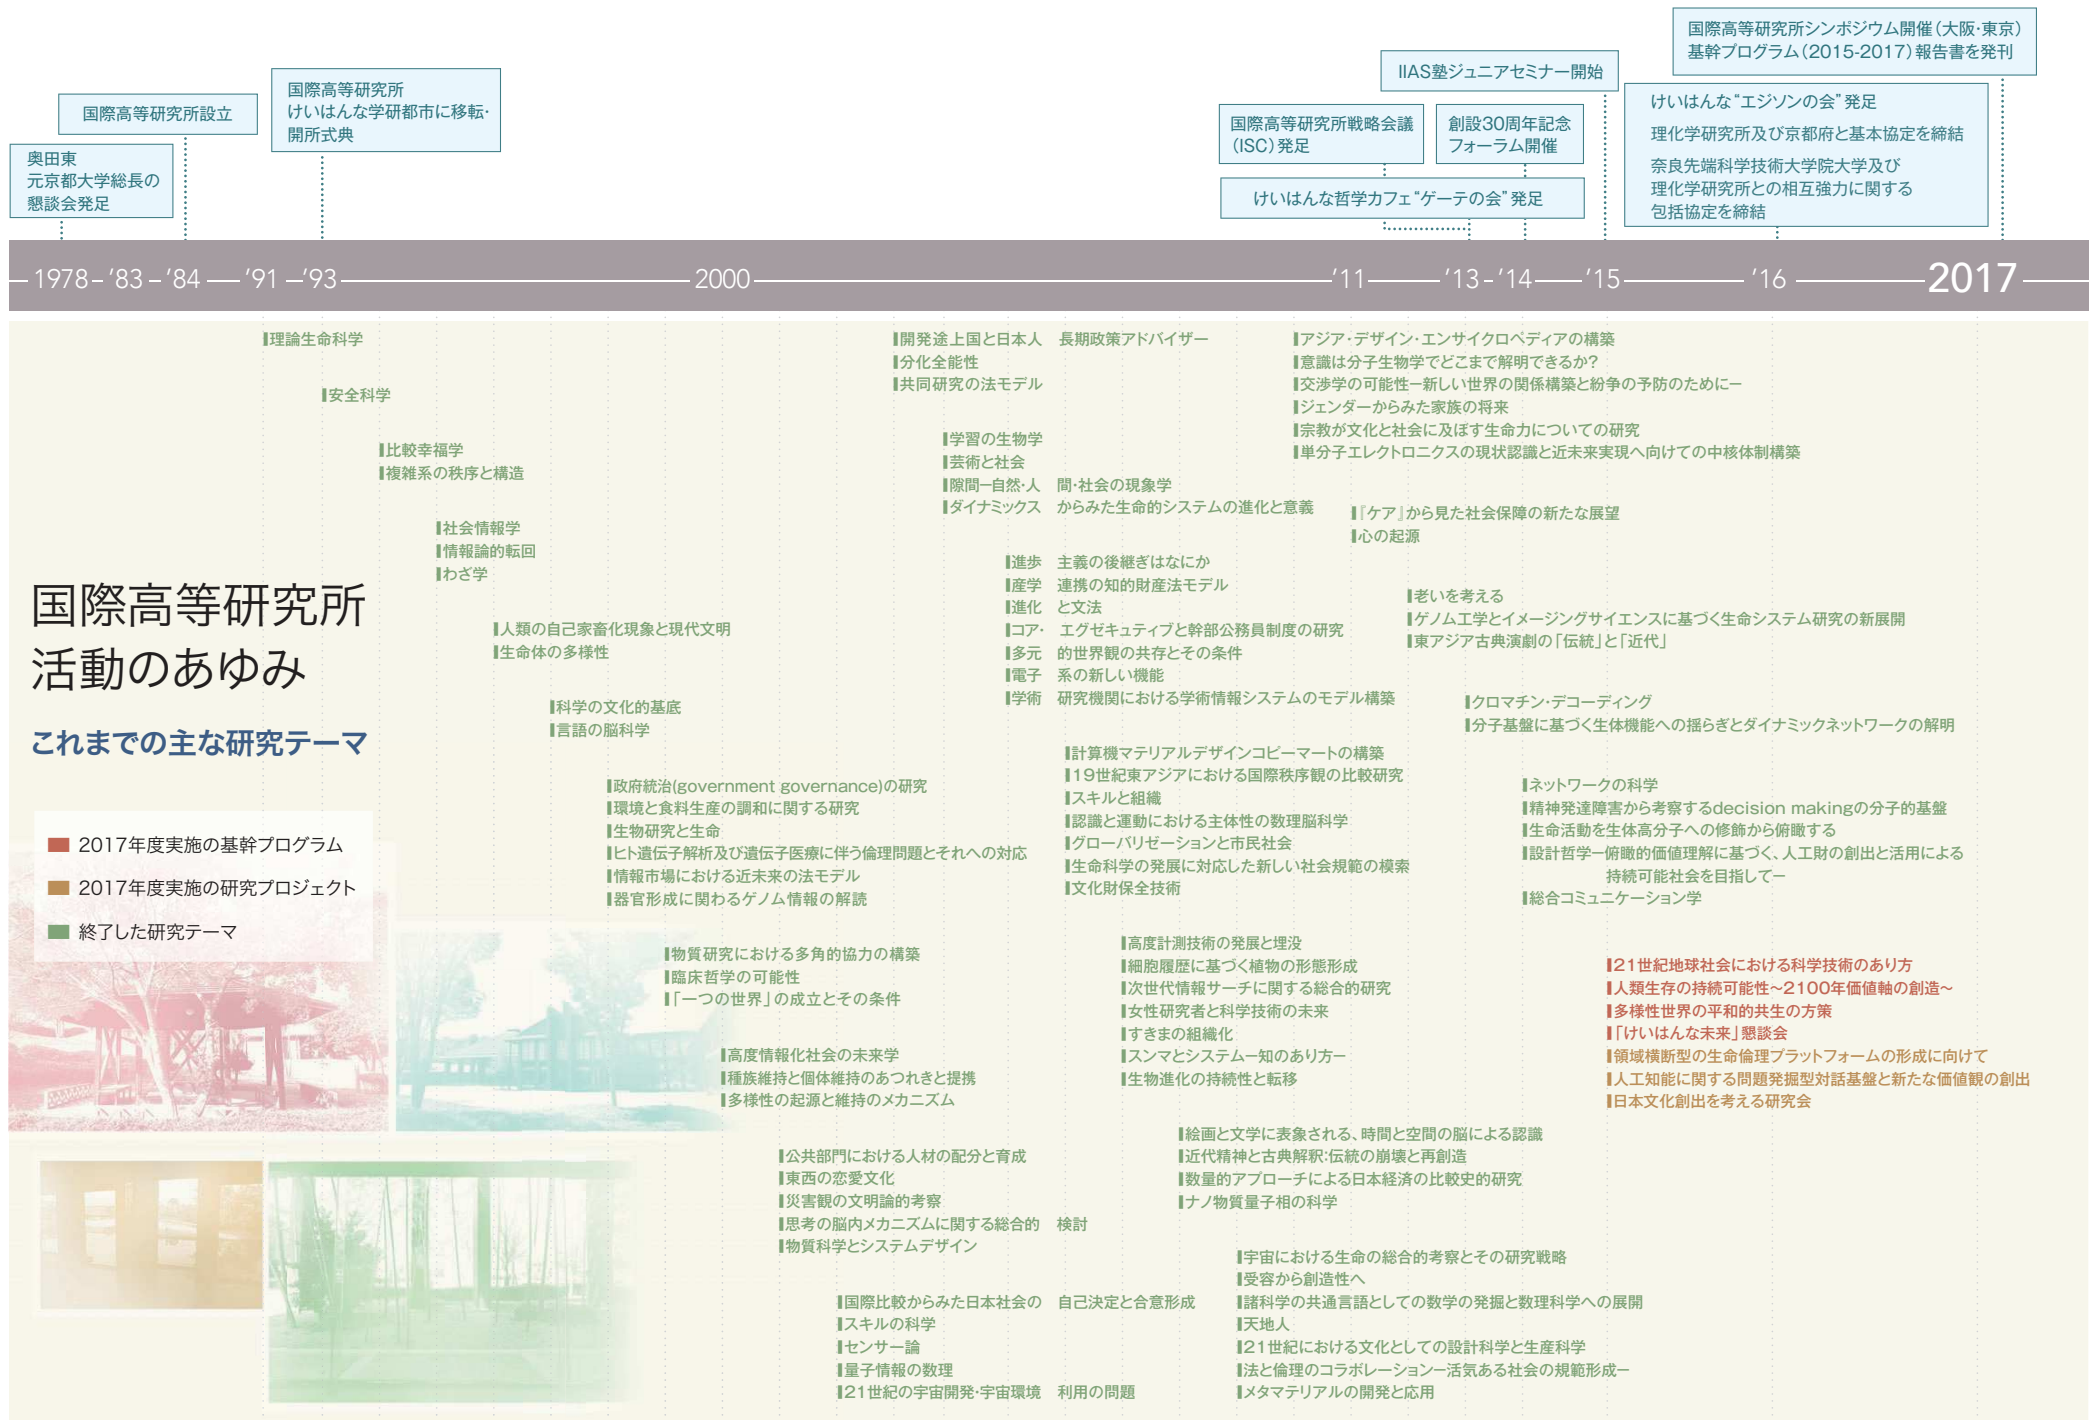 国際高等研究所シンポジウム開催（大阪・東京）
基幹プログラム（2015-2017）報告書を発刊
IIAS塾ジュニアセミナー開始
国際高等研究所
けいはんな学研都市に移転・
開所式典
国際高等研究所設立
けいはんな“エジソンの会”発足
理化学研究所及び京都府と基本協定を締結
奈良先端科学技術大学院大学及び
理化学研究所との相互強力に関する
包括協定を締結
国際高等研究所戦略会議
（ISC）発足
創設30周年記念
フォーラム開催
奥田東
元京都大学総長の
懇談会発足
けいはんな哲学カフェ“ゲーテの会”発足
1978 ’83 ’84 ’91 ’93 2000 ’11 ’13 ’14 ’15 ’16 2017
国際高等研究所
活動のあゆみ
これまでの主な研究テーマ
2017年度実施の基幹プログラム
2017年度実施の研究プロジェクト
終了した研究テーマ
理論生命科学
安全科学
比較幸福学
複雑系の秩序と構造
社会情報学
情報論的転回
わざ学
人類の自己家畜化現象と現代文明
生命体の多様性
科学の文化的基底
言語の脳科学
政府統治(government governance)の研究
環境と食料生産の調和に関する研究
生物研究と生命
ヒト遺伝子解析及び遺伝子医療に伴う倫理問題とそれへの対応
情報市場における近未来の法モデル
器官形成に関わるゲノム情報の解読
物質研究における多角的協力の構築
臨床哲学の可能性
「一つの世界」の成立とその条件
高度情報化社会の未来学
種族維持と個体維持のあつれきと提携
多様性の起源と維持のメカニズム
公共部門における人材の配分と育成
東西の恋愛文化
災害観の文明論的考察
思考の脳内メカニズムに関する総合的　検討
物質科学とシステムデザイン
国際比較からみた日本社会の　自己決定と合意形成
スキルの科学
センサー論
量子情報の数理
21世紀の宇宙開発・宇宙環境　利用の問題
開発途上国と日本人　長期政策アドバイザー
分化全能性
共同研究の法モデル
学習の生物学
芸術と社会
隙間ー自然・人　間・社会の現象学
ダイナミックス　からみた生命的システムの進化と意義
進歩　主義の後継ぎはなにか
産学　連携の知的財産法モデル
進化　と文法
コア・　エグゼキュティブと幹部公務員制度の研究
多元　的世界観の共存とその条件
電子　系の新しい機能
学術　研究機関における学術情報システムのモデル構築
計算機マテリアルデザインコピーマートの構築
19世紀東アジアにおける国際秩序観の比較研究
スキルと組織
認識と運動における主体性の数理脳科学
グローバリゼーションと市民社会
生命科学の発展に対応した新しい社会規範の模索
文化財保全技術
高度計測技術の発展と埋没
細胞履歴に基づく植物の形態形成
次世代情報サーチに関する総合的研究
女性研究者と科学技術の未来
すきまの組織化
スンマとシステムー知のあり方ー
生物進化の持続性と転移
絵画と文学に表象される、時間と空間の脳による認識
近代精神と古典解釈:伝統の崩壊と再創造
数量的アプローチによる日本経済の比較史的研究
ナノ物質量子相の科学
宇宙における生命の総合的考察とその研究戦略
受容から創造性へ
諸科学の共通言語としての数学の発掘と数理科学への展開
天地人
21世紀における文化としての設計科学と生産科学
法と倫理のコラボレーションー活気ある社会の規範形成ー
メタマテリアルの開発と応用
アジア・デザイン・エンサイクロペディアの構築
意識は分子生物学でどこまで解明できるか?
交渉学の可能性ー新しい世界の関係構築と紛争の予防のためにー
ジェンダーからみた家族の将来
宗教が文化と社会に及ぼす生命力についての研究
単分子エレクトロニクスの現状認識と近未来実現へ向けての中核体制構築
『ケア』から見た社会保障の新たな展望
心の起源
老いを考える
ゲノム工学とイメージングサイエンスに基づく生命システム研究の新展開
東アジア古典演劇の「伝統」と「近代」
クロマチン・デコーディング
分子基盤に基づく生体機能への揺らぎとダイナミックネットワークの解明
ネットワークの科学
精神発達障害から考察するdecision makingの分子的基盤
生命活動を生体高分子への修飾から俯瞰する
設計哲学ー俯瞰的価値理解に基づく、人工財の創出と活用による
持続可能社会を目指してー
総合コミュニケーション学
21世紀地球社会における科学技術のあり方
人類生存の持続可能性～2100年価値軸の創造～
多様性世界の平和的共生の方策
「けいはんな未来」懇談会
領域横断型の生命倫理プラットフォームの形成に向けて
人工知能に関する問題発掘型対話基盤と新たな価値観の創出
日本文化創出を考える研究会